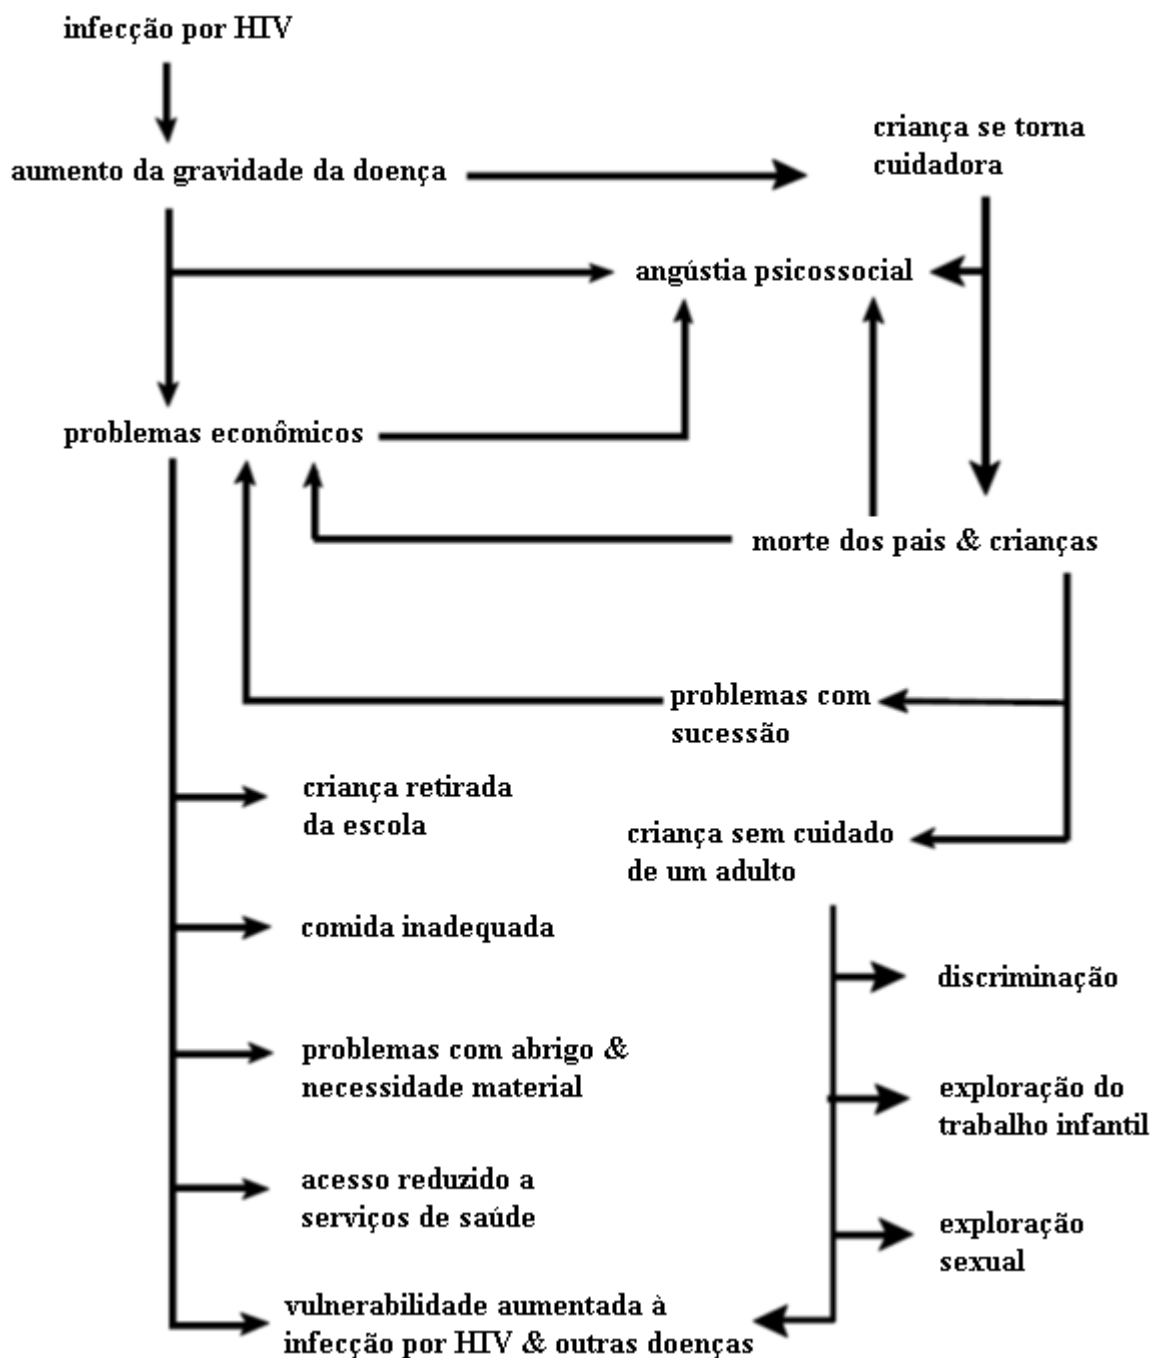 infecção por HIV
criança se torna
cuidadora
aumento da gravidade da doença
angústia psicossocial
problemas econômicos
morte dos pais & crianças
problemas com
sucessão
criança retirada
da escola
criança sem cuidado
de um adulto
comida inadequada
discriminação
problemas com abrigo &
necessidade material
exploração do
trabalho infantil
acesso reduzido a
serviços de saúde
exploração
sexual
vulnerabilidade aumentada à
infecção por HIV & outras doenças